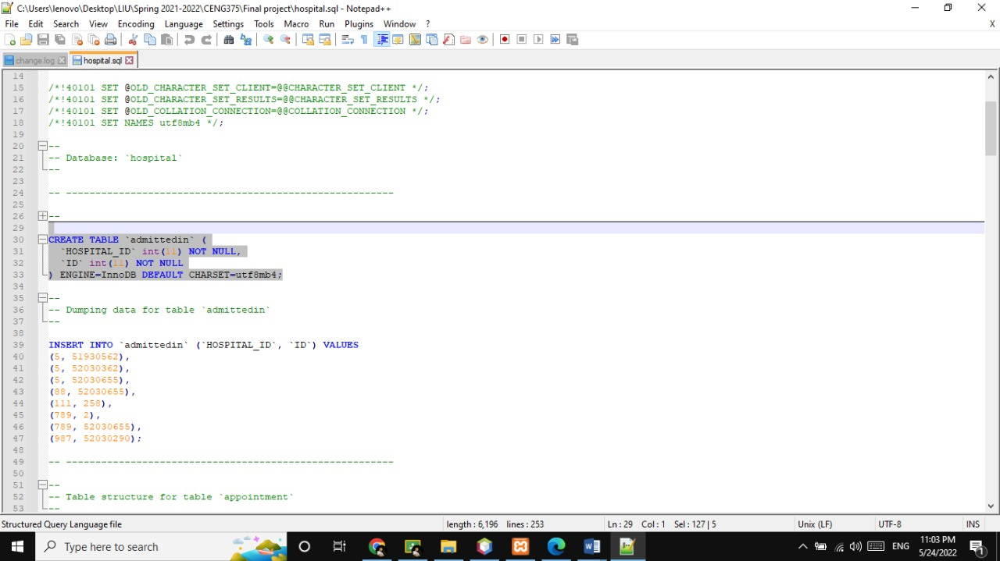 C:\Users\lenovo\Desktop\LIU\Spring 2021-2022\CENG375\Final project\hospital.sql - Notepad++
File Edit Search View Encoding Language Settings Tools Macro Run Plugins Window ? X
change.log hospital.sql
14
15 /*!40101 SET @OLD_CHARACTER_SET_CLIENT=@@CHARACTER_SET_CLIENT */;
16 /*!40101 SET @OLD_CHARACTER_SET_RESULTS=@@CHARACTER_SET_RESULTS */;
17 /*!40101 SET @OLD_COLLATION_CONNECTION=@@COLLATION_CONNECTION */;
18 /*!40101 SET NAMES utf8mb4 */;
19
20 --
21 -- Database: `hospital`
22 --
23
24 -- --------------------------------------------------------
25
26 --
29
30 CREATE TABLE `admittedin` (
31 `HOSPITAL_ID` int(11) NOT NULL,
32 `ID` int(11) NOT NULL
33 ) ENGINE=InnoDB DEFAULT CHARSET=utf8mb4;
34
35 --
36 -- Dumping data for table `admittedin`
37 --
38
39 INSERT INTO `admittedin` (`HOSPITAL_ID`, `ID`) VALUES
40 (5, 51930562),
41 (5, 52030362),
42 (5, 52030655),
43 (88, 52030655),
44 (111, 258),
45 (789, 2),
46 (789, 52030655),
47 (987, 52030290);
48
49 -- --------------------------------------------------------
50
51 --
52 -- Table structure for table `appointment`
53 --
Structured Query Language file length : 6,196 lines : 253 Ln : 29 Col : 1 Sel : 127 | 5 Unix (LF) UTF-8 INS
Type here to search ENG 11:03 PM
5/24/2022 1